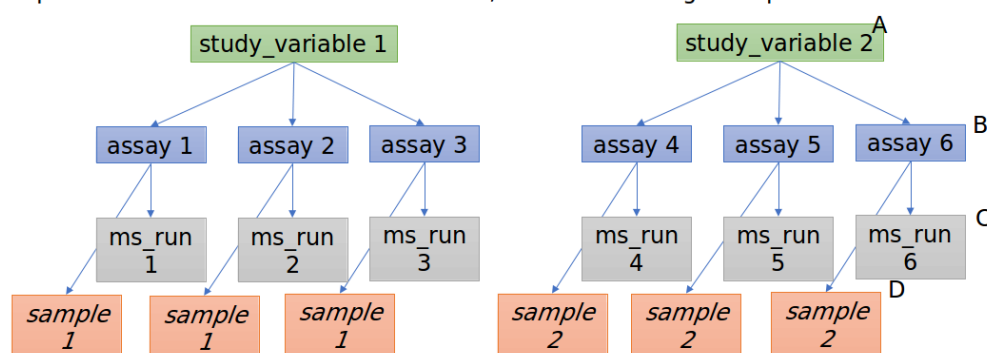 study_variable 1
study_variable 2
A
assay 1
assay 2
assay 3
assay 4
assay 5
assay 6
B
ms_run
1
ms_run
2
ms_run
3
ms_run
4
ms_run
5
ms_run
6
C
sample
1
sample
1
sample
1
sample
2
sample
2
sample
2
D